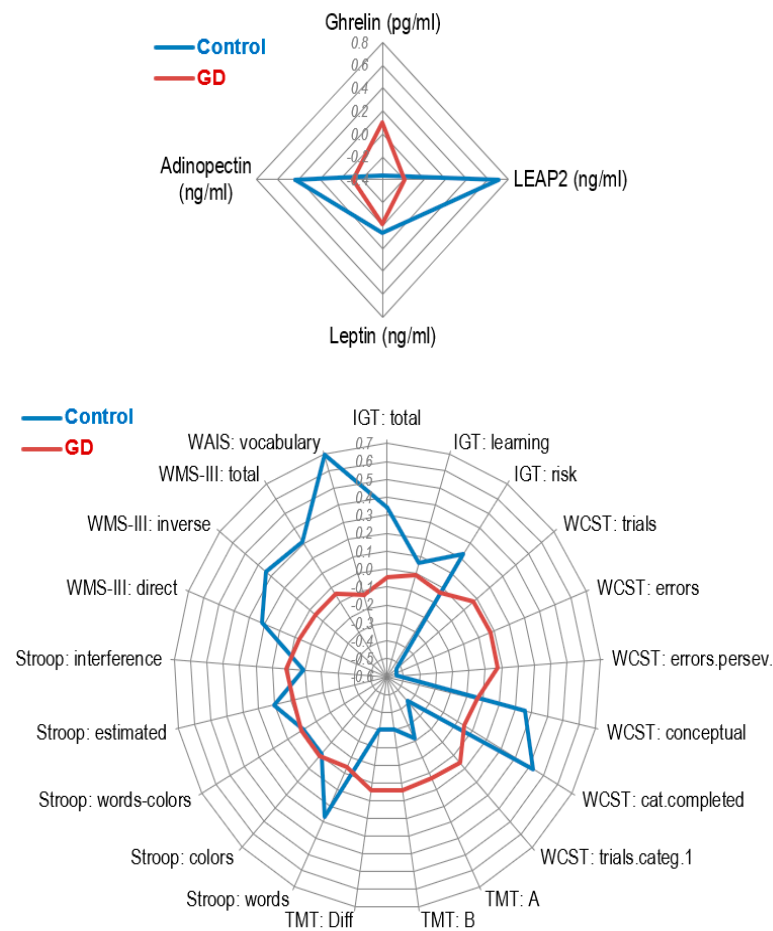 Ghrelin (pg/ml)
Control
GD
0.8
0.6
0.4
0.2
0.0
-0.2
-0.4
Adinopectin
(ng/ml)
LEAP2 (ng/ml)
Leptin (ng/ml)
Control
GD
IGT: total
WAIS: vocabulary
IGT: learning
WMS-III: total
IGT: risk
WMS-III: inverse
WCST: trials
WMS-III: direct
WCST: errors
Stroop: interference
WCST: errors.persev.
Stroop: estimated
WCST: conceptual
Stroop: words-colors
WCST: cat.completed
Stroop: colors
WCST: trials.categ.1
Stroop: words
TMT: A
TMT: Diff
TMT: B
0.7
0.6
0.5
0.4
0.3
0.2
0.1
0.0
-0.1
-0.2
-0.3
-0.4
-0.5
-0.6